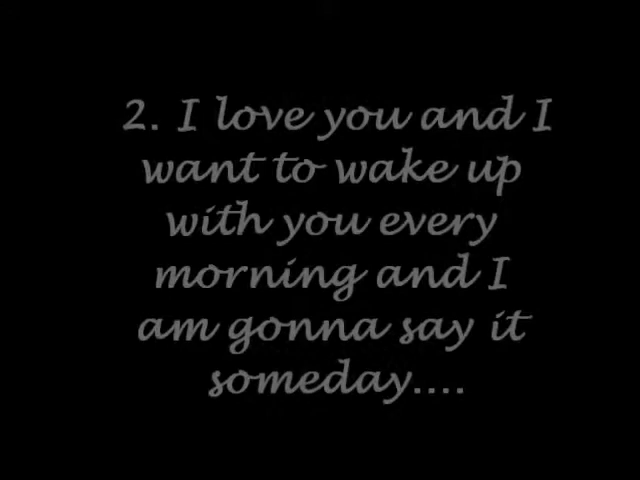 2. I love you and I
want to wake up
with you every
morning and I
am gonna say it
someday....